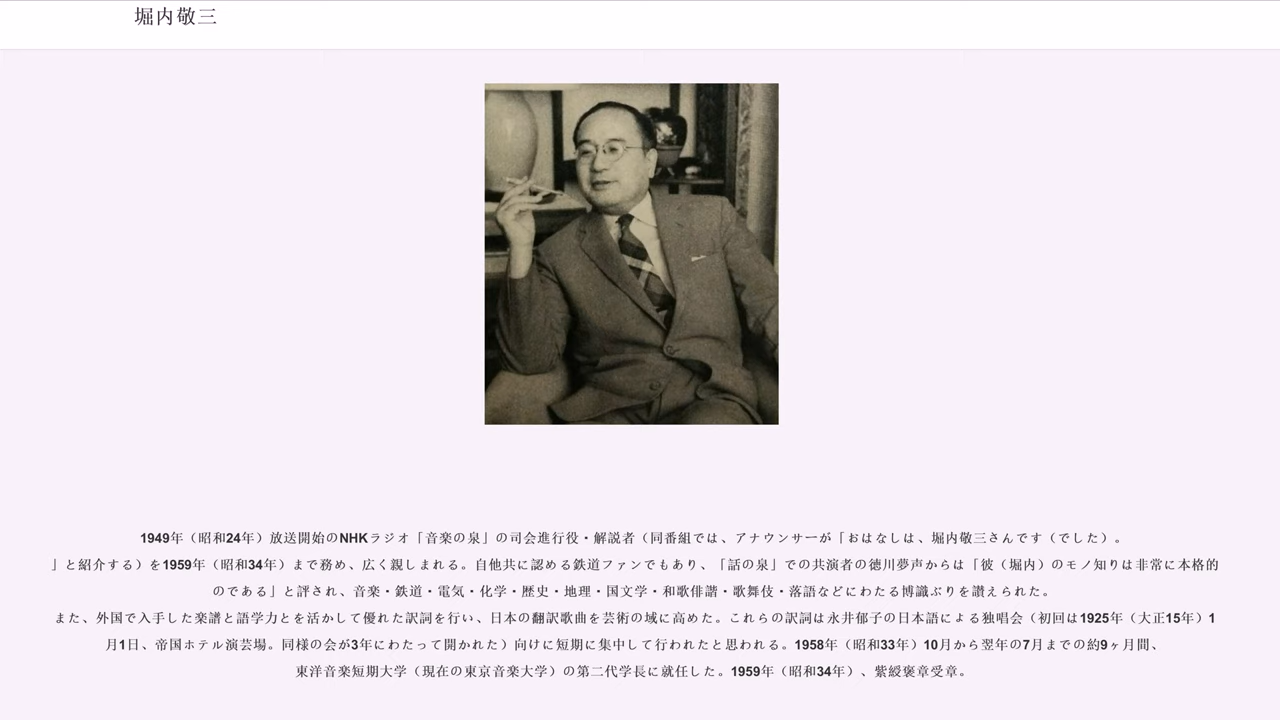 堀内敬三
1949年（昭和24年）放送開始のNHKラジオ「音楽の泉」の司会進行役・解説者（同番組では、アナウンサーが「おはなしは、堀内敬三さんです（でした）。
」と紹介する）を1959年（昭和34年）まで務め、広く親しまれる。自他共に認める鉄道ファンでもあり、「話の泉」での共演者の徳川夢声からは「彼（堀内）のモノ知りは非常に本格的
のである」と評され、音楽・鉄道・電気・化学・歴史・地理・国文学・和歌俳諧・歌舞伎・落語などにわたる博識ぶりを讃えられた。
また、外国で入手した楽譜と語学力とを活かして優れた訳詞を行い、日本の翻訳歌曲を芸術の域に高めた。これらの訳詞は永井郁子の日本語による独唱会（初回は1925年（大正15年）1
月1日、帝国ホテル演芸場。同様の会が3年にわたって開かれた）向けに短期に集中して行われたと思われる。1958年（昭和33年）10月から翌年の7月までの約9ヶ月間、
東洋音楽短期大学（現在の東京音楽大学）の第二代学長に就任した。1959年（昭和34年）、紫綬褒章受章。